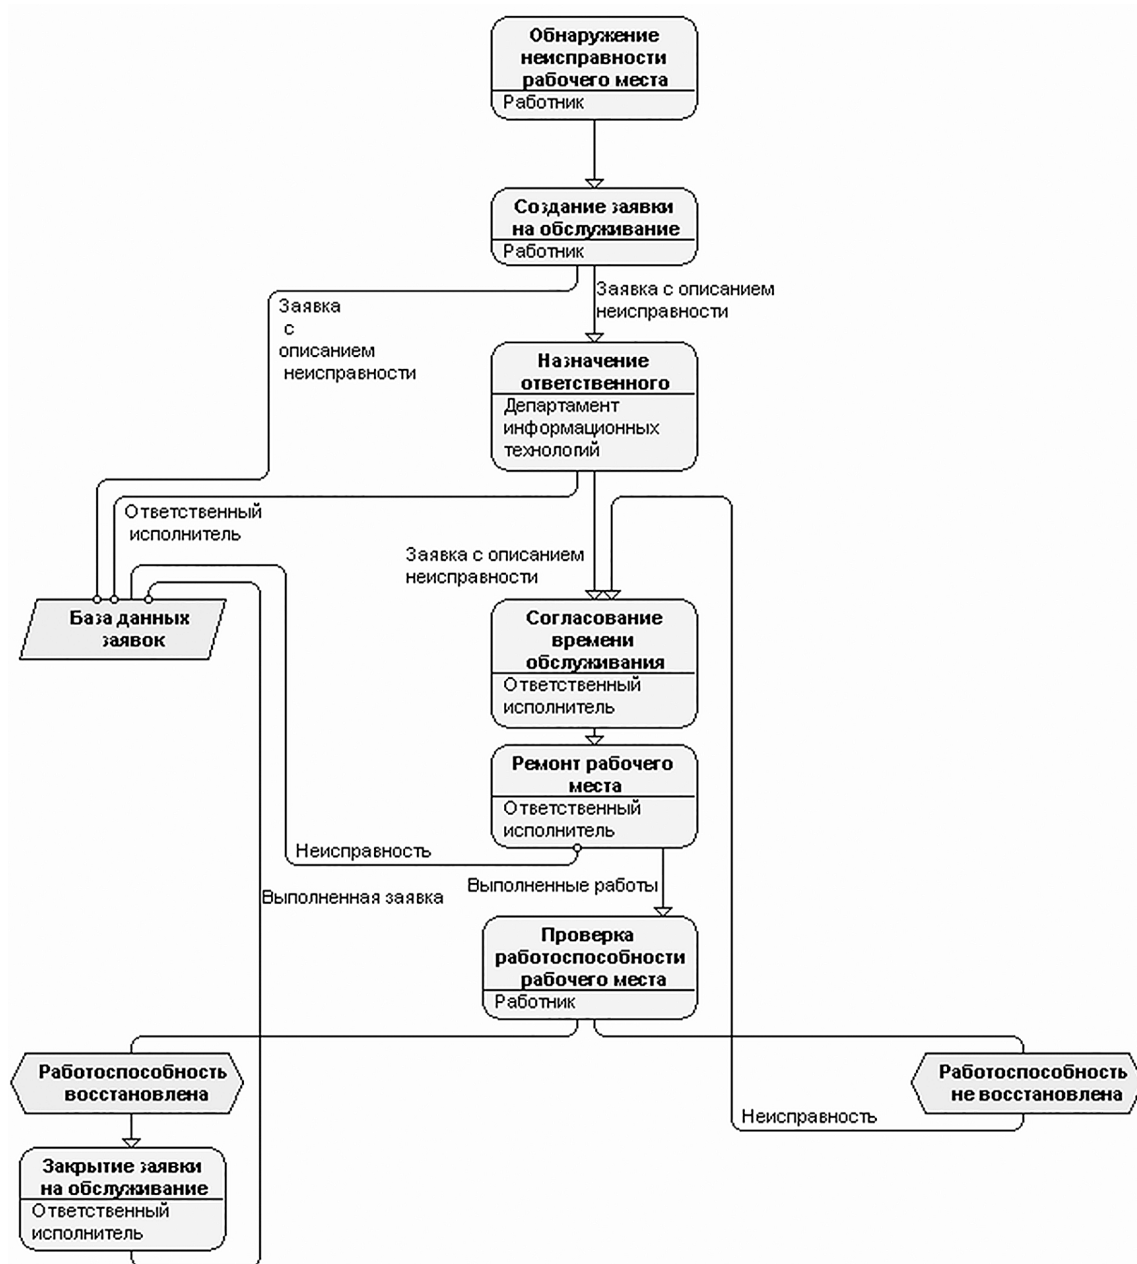 Обнаружение
неисправности
рабочего места
Работник
Создание заявки
на обслуживание
Работник
Заявка с описанием
неисправности
Заявка
с
описанием
неисправности
Назначение
ответственного
Департамент
информационных
технологий
Ответственный
исполнитель
Заявка с описанием
неисправности
База данных
заявок
Согласование
времени
обслуживания
Ответственный
исполнитель
Ремонт рабочего
места
Ответственный
исполнитель
Неисправность
Выполненные работы
Выполненная заявка
Проверка
работоспособности
рабочего места
Работник
Работоспособность
восстановлена
Работоспособность
не восстановлена
Неисправность
Закрытие заявки
на обслуживание
Ответственный
исполнитель